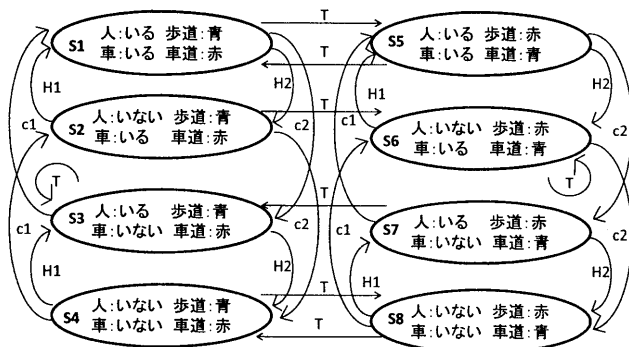 T
S1 人:いる 歩道:青
車:いる 車道:赤
S5 人:いる 歩道:赤
車:いる 車道:青
T
H1
H2
H1
H2
T
S2 人:いない 歩道:青
車:いる 車道:赤
S6 人:いない 歩道:赤
車:いる 車道:青
c1
c2
c1
c2
T
T
T
S3 人:いる 歩道:青
車:いない 車道:赤
S7 人:いる 歩道:赤
車:いない 車道:青
c1
c2
c1
c2
H1
H2
H1
H2
T
S4 人:いない 歩道:青
車:いない 車道:赤
S8 人:いない 歩道:赤
車:いない 車道:青
T